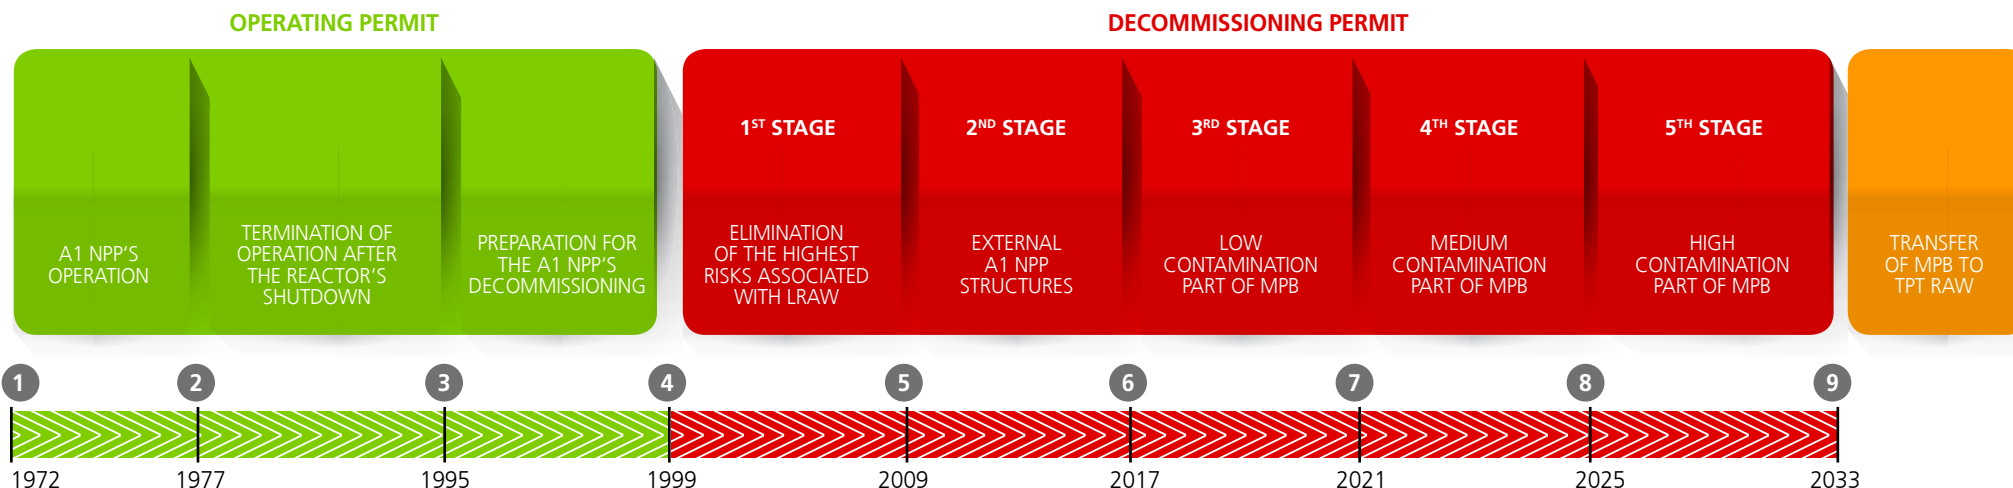 OPERATING PERMIT
DECOMMISSIONING PERMIT
A1 NPP'S
OPERATION
TERMINATION OF
OPERATION AFTER
THE REACTOR'S
SHUTDOWN
PREPARATION FOR
THE A1 NPP'S
DECOMMISSIONING
1ST STAGE
ELIMINATION
OF THE HIGHEST
RISKS ASSOCIATED
WITH LRAW
2ND STAGE
EXTERNAL
A1 NPP
STRUCTURES
3RD STAGE
LOW
CONTAMINATION
PART OF MPB
4TH STAGE
MEDIUM
CONTAMINATION
PART OF MPB
5TH STAGE
HIGH
CONTAMINATION
PART OF MPB
TRANSFER
OF MPB TO
TPT RAW
1 2 3 4 5 6 7 8 9
1972 1977 1995 1999 2009 2017 2021 2025 2033